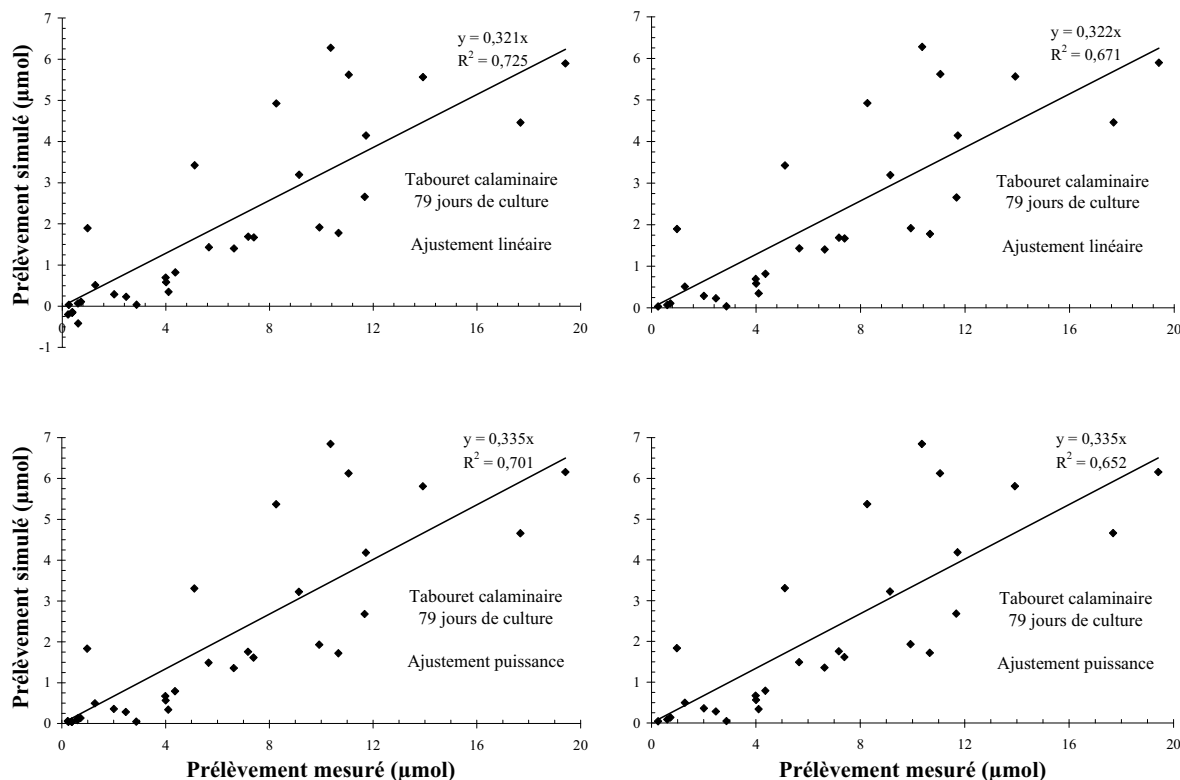 7
6
5
4
3
2
1
0
-1
0
4
8
12
16
20
Prélèvement simulé (µmol)
y = 0,321x
R² = 0,725
Tabouret calaminaire
79 jours de culture
Ajustement linéaire
7
6
5
4
3
2
1
0
0
4
8
12
16
20
y = 0,322x
R² = 0,671
Tabouret calaminaire
79 jours de culture
Ajustement linéaire
7
6
5
4
3
2
1
0
0
4
8
12
16
20
Prélèvement simulé (µmol)
y = 0,335x
R² = 0,701
Tabouret calaminaire
79 jours de culture
Ajustement puissance
Prélèvement mesuré (µmol)
7
6
5
4
3
2
1
0
0
4
8
12
16
20
y = 0,335x
R² = 0,652
Tabouret calaminaire
79 jours de culture
Ajustement puissance
Prélèvement mesuré (µmol)